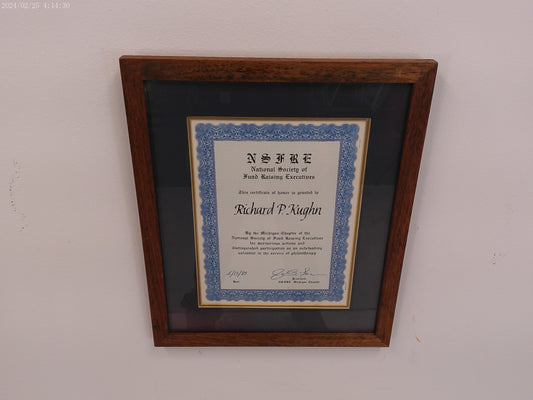 2024/02/25 4:14:30
NSFRE
National Society of
Fund Raising Executives
This certificate of honor is granted to
Richard P. Kughn
By the Michigan Chapter of the
National Society of Fund Raising Executives
for meritorious actions and
distinguished participation as an outstanding
volunteer in the service of philanthropy
Date
President
NSFRE Michigan Chapter